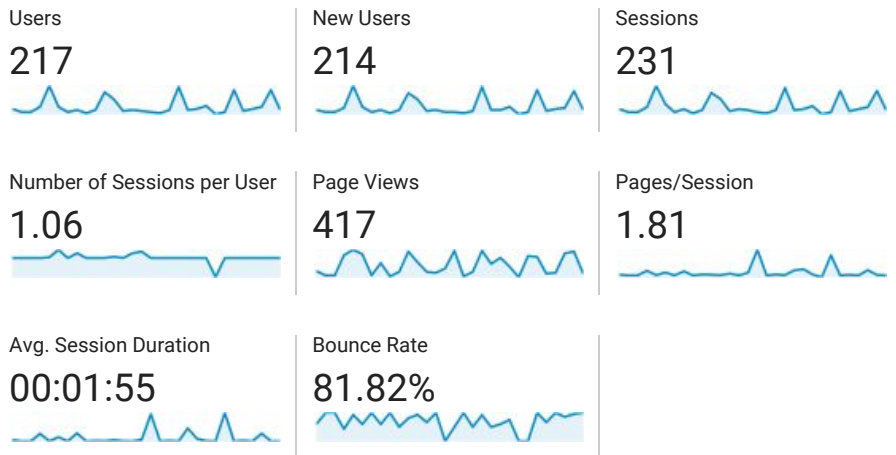 Users
217
New Users
214
Sessions
231
Number of Sessions per User
1.06
Page Views
417
Pages/Session
1.81
Avg. Session Duration
00:01:55
Bounce Rate
81.82%